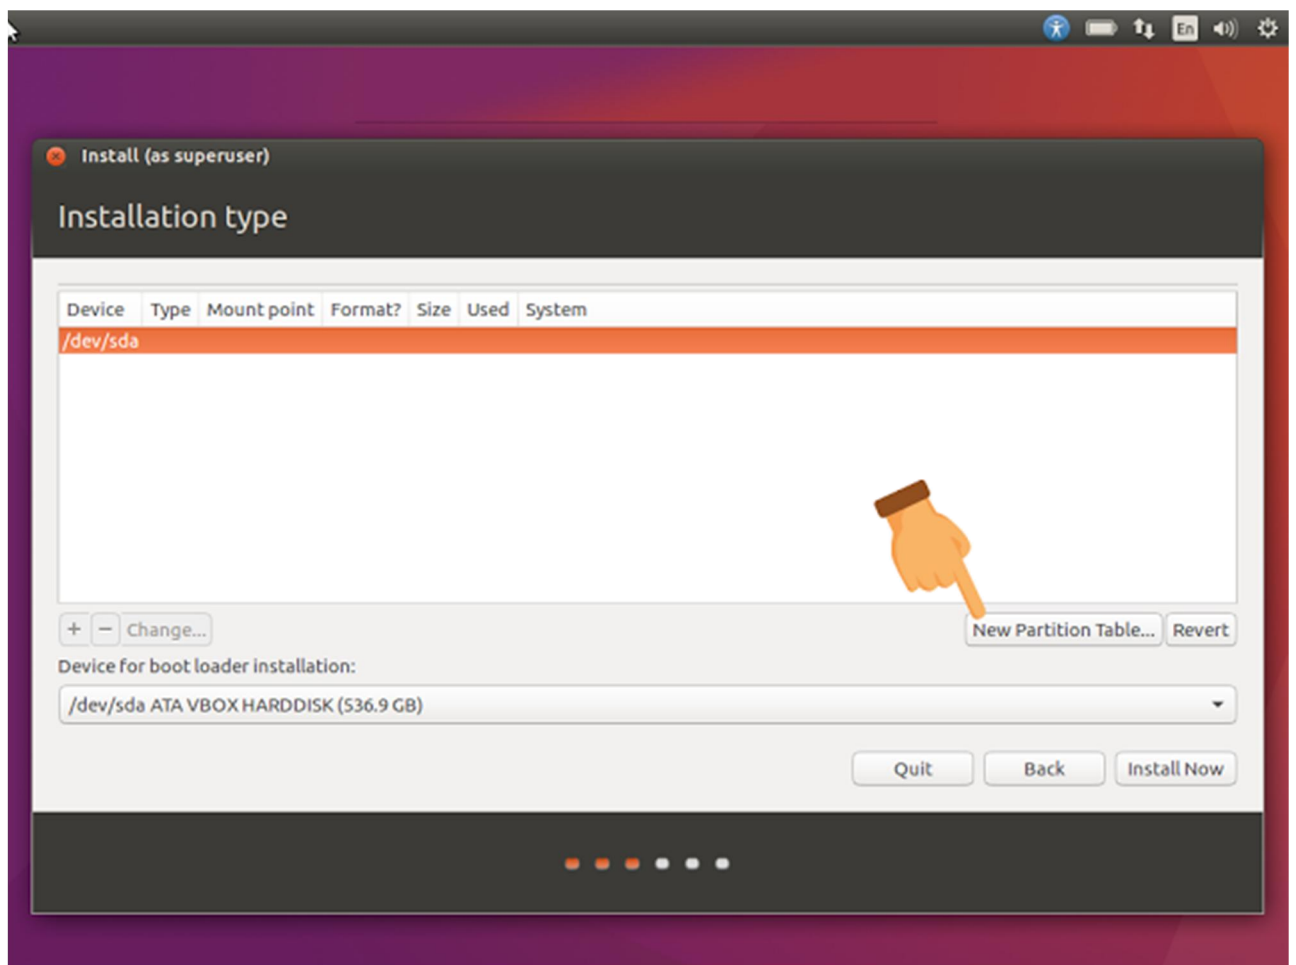 En
Install (as superuser)
Installation type
Device Type Mount point Format? Size Used System
/dev/sda
+ − Change... New Partition Table... Revert
Device for boot loader installation:
/dev/sda ATA VBOX HARDDISK (536.9 GB)
Quit Back Install Now